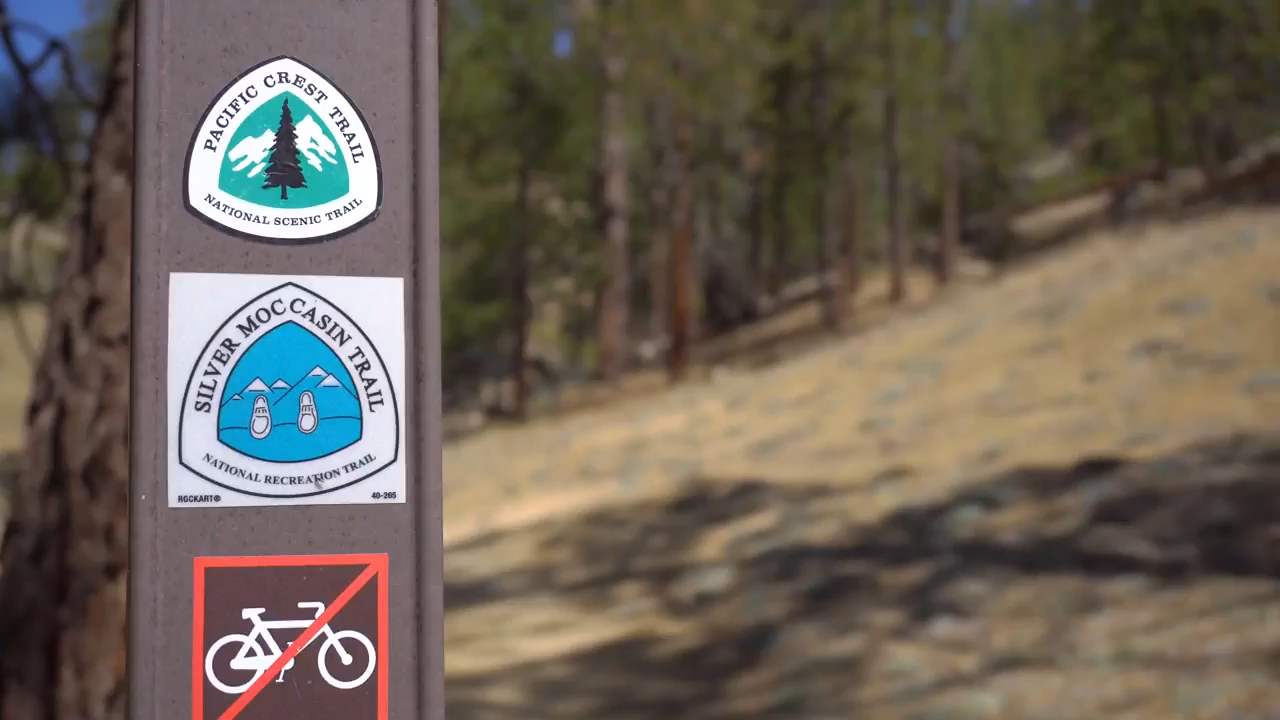 PACIFIC CREST TRAIL
NATIONAL SCENIC TRAIL
SILVER MOCCASIN TRAIL
NATIONAL RECREATION TRAIL
RGCKART® 40-265